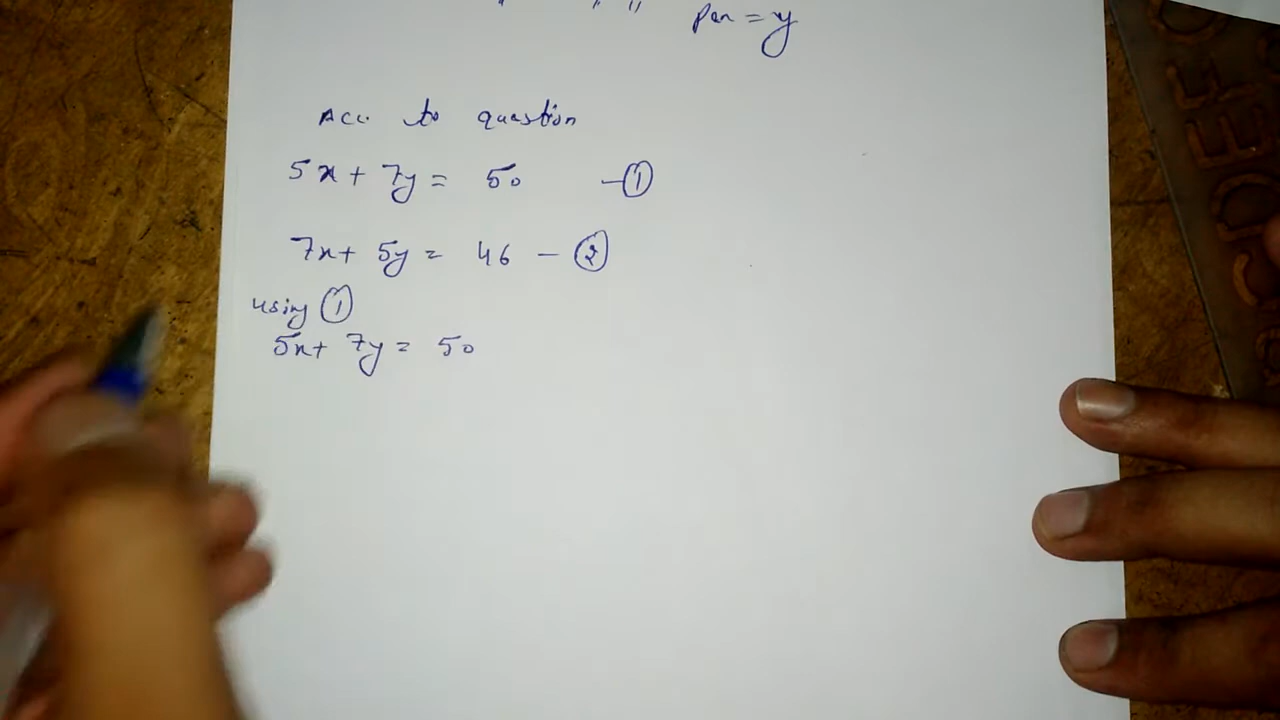 Pen = y
Acc. to question
5x + 7y = 50 — ①
7x + 5y = 46 — ②
using ①
5x + 7y = 50